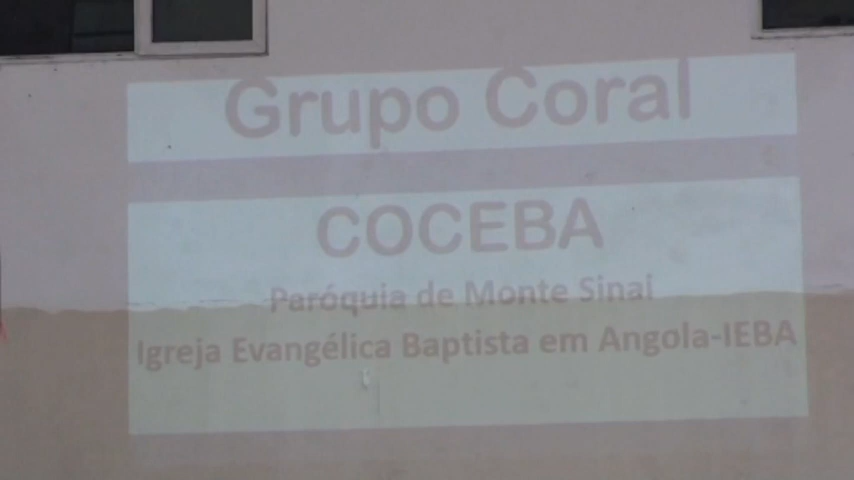 Grupo Coral
COCEBA
Paróquia de Monte Sinai
Igreja Evangélica Baptista em Angola-IEBA